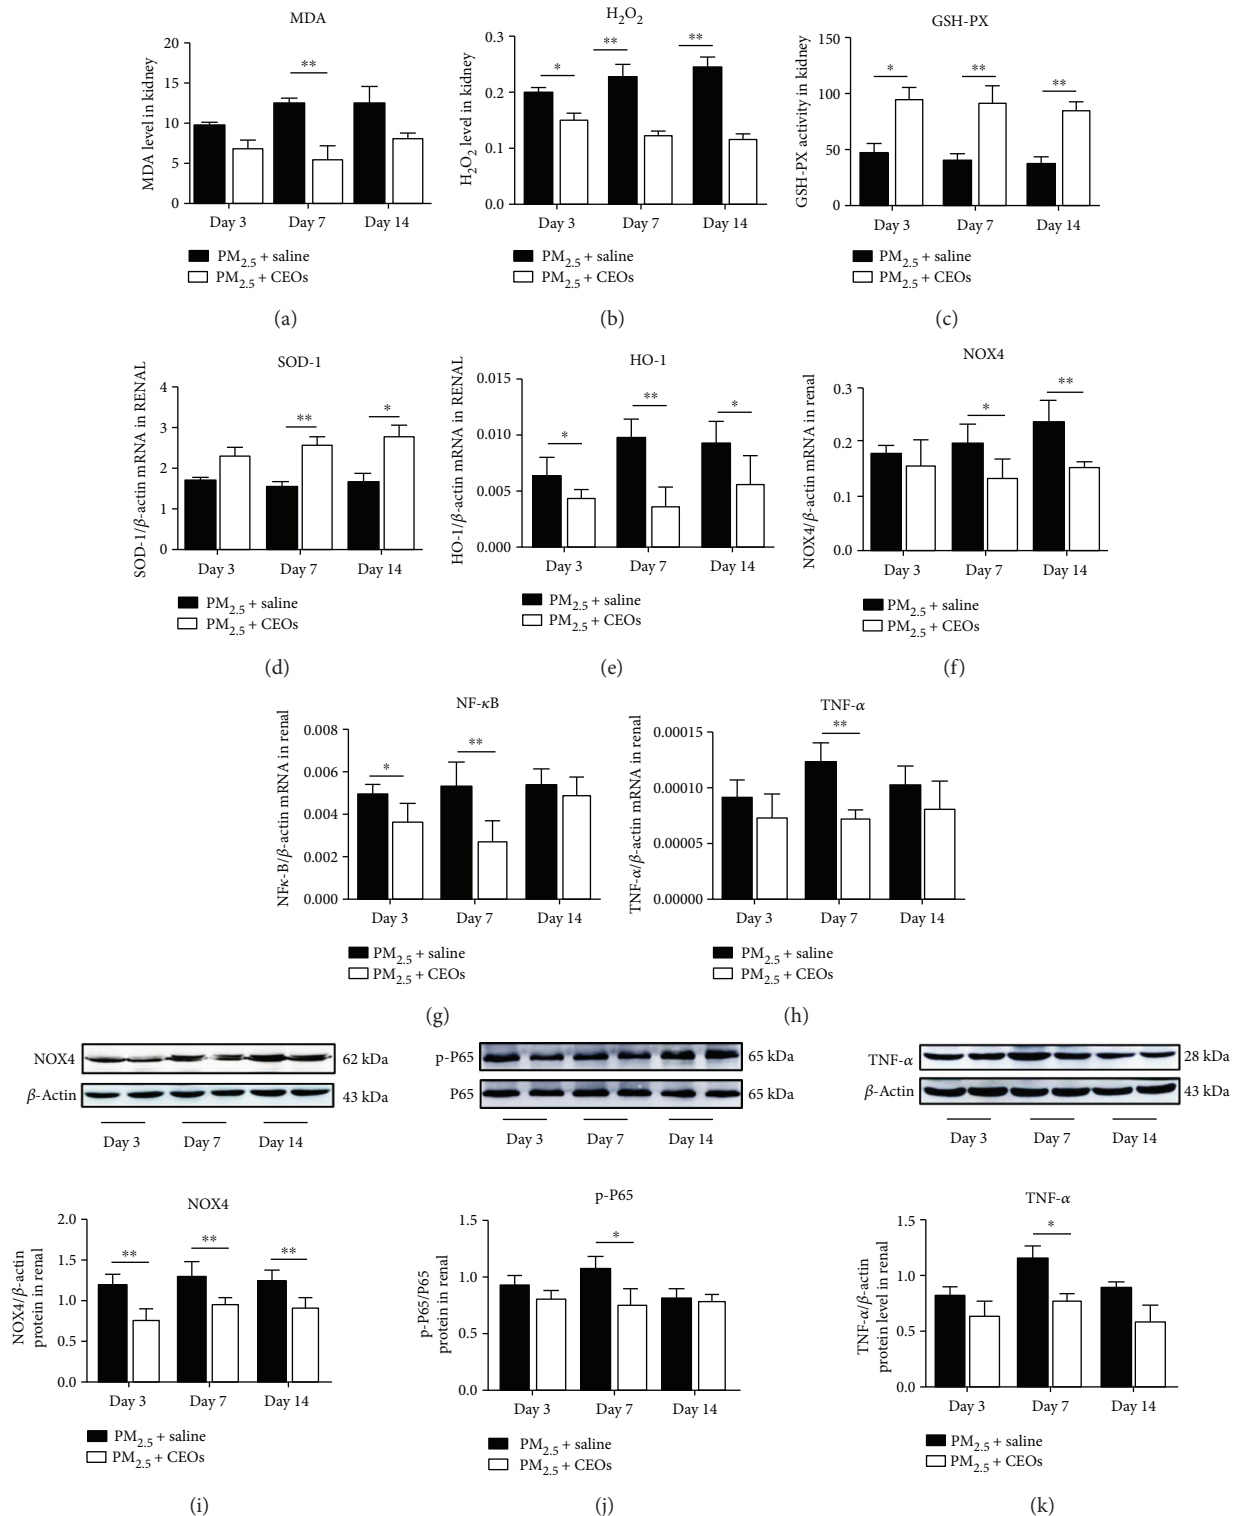 MDA
MDA level in kidney
20
15
10
5
0
**
Day 3 Day 7 Day 14
PM2.5 + saline
PM2.5 + CEOs
(a)
H2O2
H2O2 level in kidney
0.3
0.2
0.1
0.0
* ** **
Day 3 Day 7 Day 14
PM2.5 + saline
PM2.5 + CEOs
(b)
GSH-PX
GSH-PX activity in kidney
150
100
50
0
* ** **
Day 3 Day 7 Day 14
PM2.5 + saline
PM2.5 + CEOs
(c)
SOD-1
SOD-1/β-actin mRNA in RENAL
4
3
2
1
0
** *
Day 3 Day 7 Day 14
PM2.5 + saline
PM2.5 + CEOs
(d)
HO-1
HO-1/β-actin mRNA in RENAL
0.015
0.010
0.005
0.000
* ** *
Day 3 Day 7 Day 14
PM2.5 + saline
PM2.5 + CEOs
(e)
NOX4
NOX4/β-actin mRNA in renal
0.3
0.2
0.1
0.0
* **
Day 3 Day 7 Day 14
PM2.5 + saline
PM2.5 + CEOs
(f)
NF-κB
NFκ-B/β-actin mRNA in renal
0.008
0.006
0.004
0.002
0.000
* **
Day 3 Day 7 Day 14
PM2.5 + saline
PM2.5 + CEOs
(g)
TNF-α
TNF-α/β-actin mRNA in renal
0.00015
0.00010
0.00005
0.00000
**
Day 3 Day 7 Day 14
PM2.5 + saline
PM2.5 + CEOs
(h)
NOX4 62 kDa
β-Actin 43 kDa
Day 3 Day 7 Day 14
NOX4
NOX4/β-actin
protein in renal
2.0
1.5
1.0
0.5
0.0
** ** **
Day 3 Day 7 Day 14
PM2.5 + saline
PM2.5 + CEOs
(i)
p-P65 65 kDa
P65 65 kDa
Day 3 Day 7 Day 14
p-P65
p-P65/P65
protein in renal
1.5
1.0
0.5
0.0
*
Day 3 Day 7 Day 14
PM2.5 + saline
PM2.5 + CEOs
(j)
TNF-α 28 kDa
β-Actin 43 kDa
Day 3 Day 7 Day 14
TNF-α
TNF-α/β-actin
protein level in renal
1.5
1.0
0.5
0.0
*
Day 3 Day 7 Day 14
PM2.5 + saline
PM2.5 + CEOs
(k)